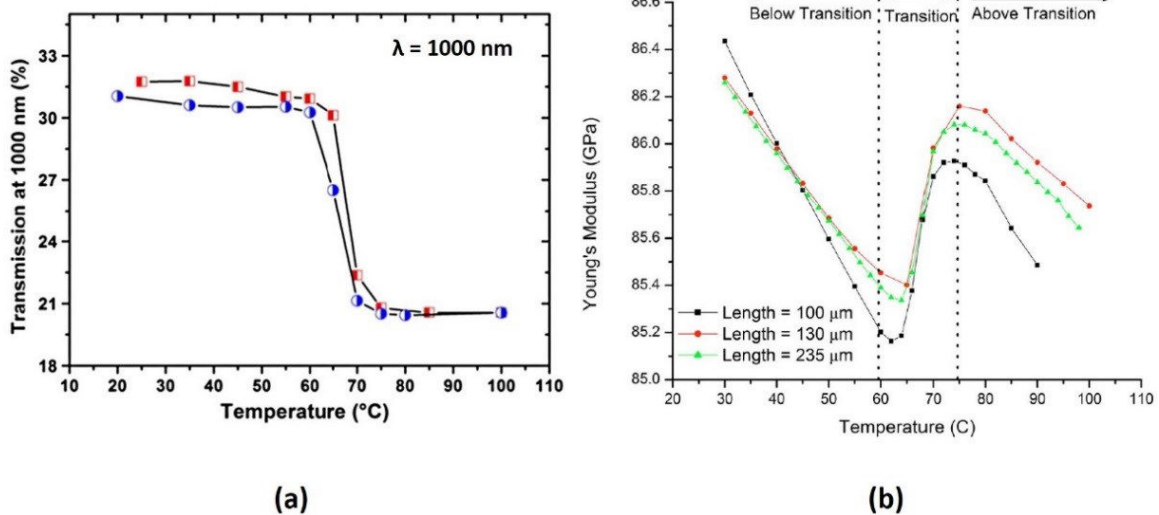 λ = 1000 nm
Transmission at 1000 nm (%)
33
30
27
24
21
18
10 20 30 40 50 60 70 80 90 100 110
Temperature (°C)
(a)
86.6
Below Transition
Transition
Above Transition
86.4
86.2
86.0
85.8
85.6
85.4
85.2
85.0
Young's Modulus (GPa)
Length = 100 μm
Length = 130 μm
Length = 235 μm
20 30 40 50 60 70 80 90 100 110
Temperature (C)
(b)